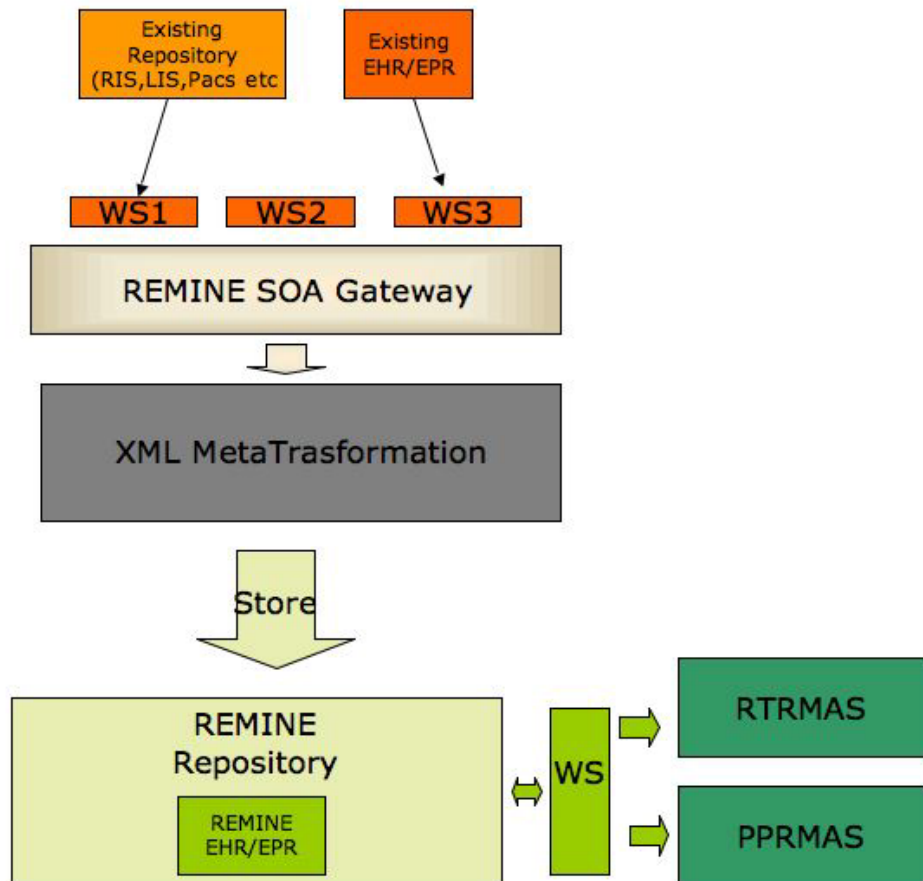 Existing
Repository
(RIS,LIS,Pacs etc
Existing
EHR/EPR
WS1
WS2
WS3
REMINE SOA Gateway
XML MetaTrasformation
Store
REMINE
Repository
REMINE
EHR/EPR
WS
RTRMAS
PPRMAS